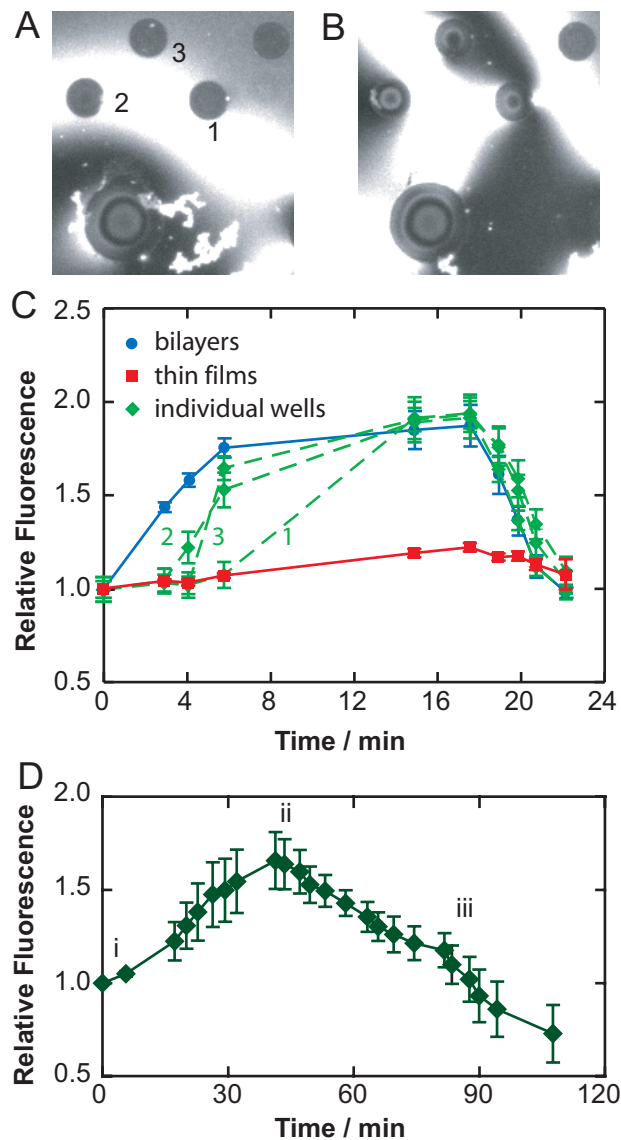 A
B
3
2
1
C
2.5
2.0
1.5
1.0
0.5
Relative Fluorescence
bilayers
thin films
individual wells
2
3
1
0
4
8
12
16
20
24
Time / min
D
2.0
1.5
1.0
0.5
Relative Fluorescence
i
ii
iii
0
30
60
90
120
Time / min